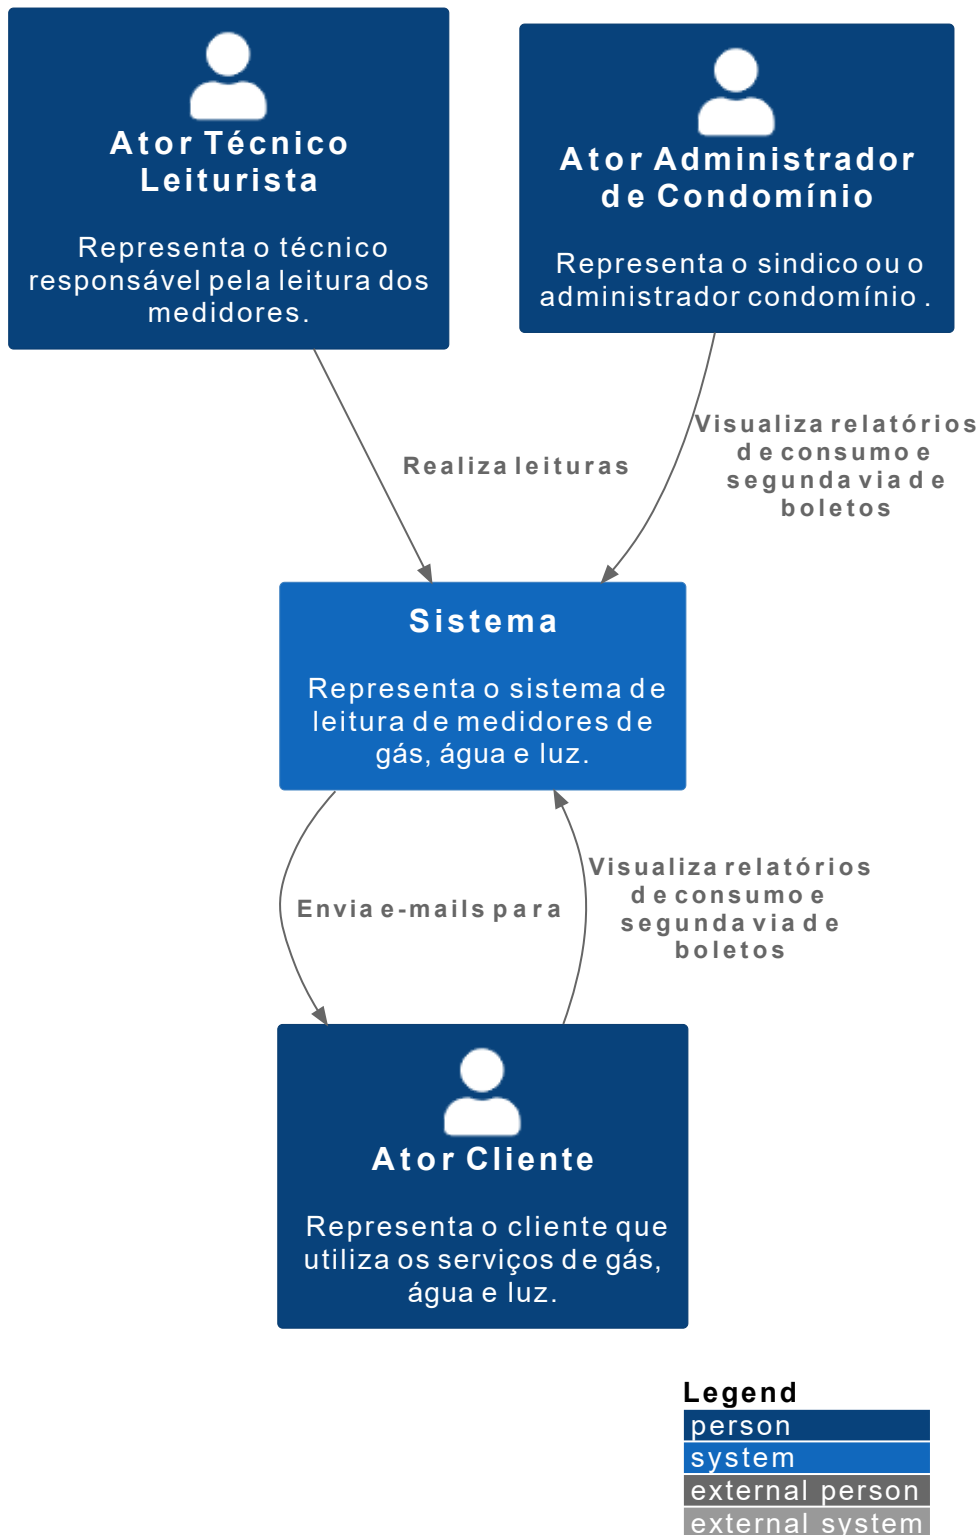 Ator Técnico
Leiturista
Representa o técnico
responsável pela leitura dos
medidores.
Ator Administrador
de Condomínio
Representa o sindico ou o
administrador condomínio .
Realiza leituras
Visualiza relatórios
de consumo e
segunda via de
boletos
Sistema
Representa o sistema de
leitura de medidores de
gás, água e luz.
Envia e-mails para
Visualiza relatórios
de consumo e
segunda via de
boletos
Ator Cliente
Representa o cliente que
utiliza os serviços de gás,
água e luz.
Legend
person
system
external person
external system